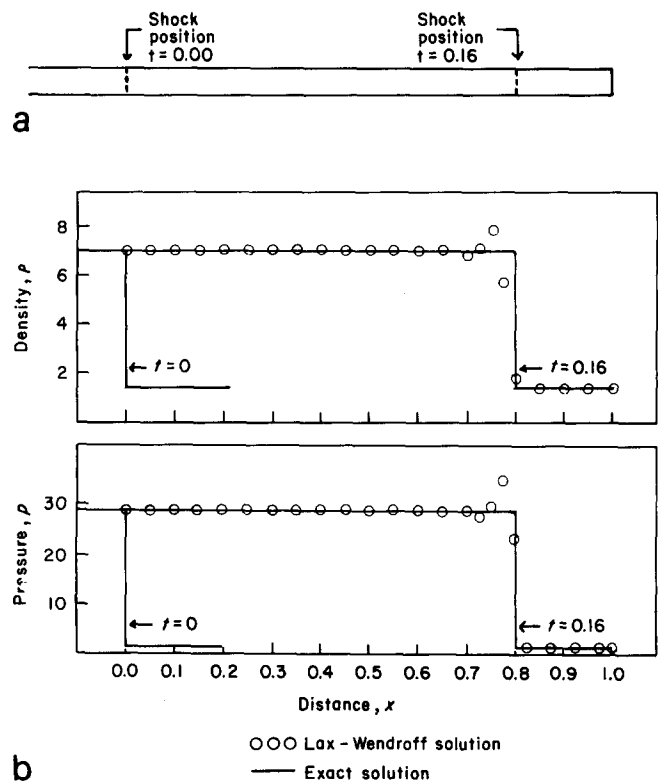 Shock
position
t = 0.00
Shock
position
t = 0.16
a
8
6
4
2
Density, ρ
← t = 0
← t = 0.16
30
20
10
Pressure, p
← t = 0
← t = 0.16
0.0 0.1 0.2 0.3 0.4 0.5 0.6 0.7 0.8 0.9 1.0
Distance, x
○○○ Lax - Wendroff solution
— Exact solution
b